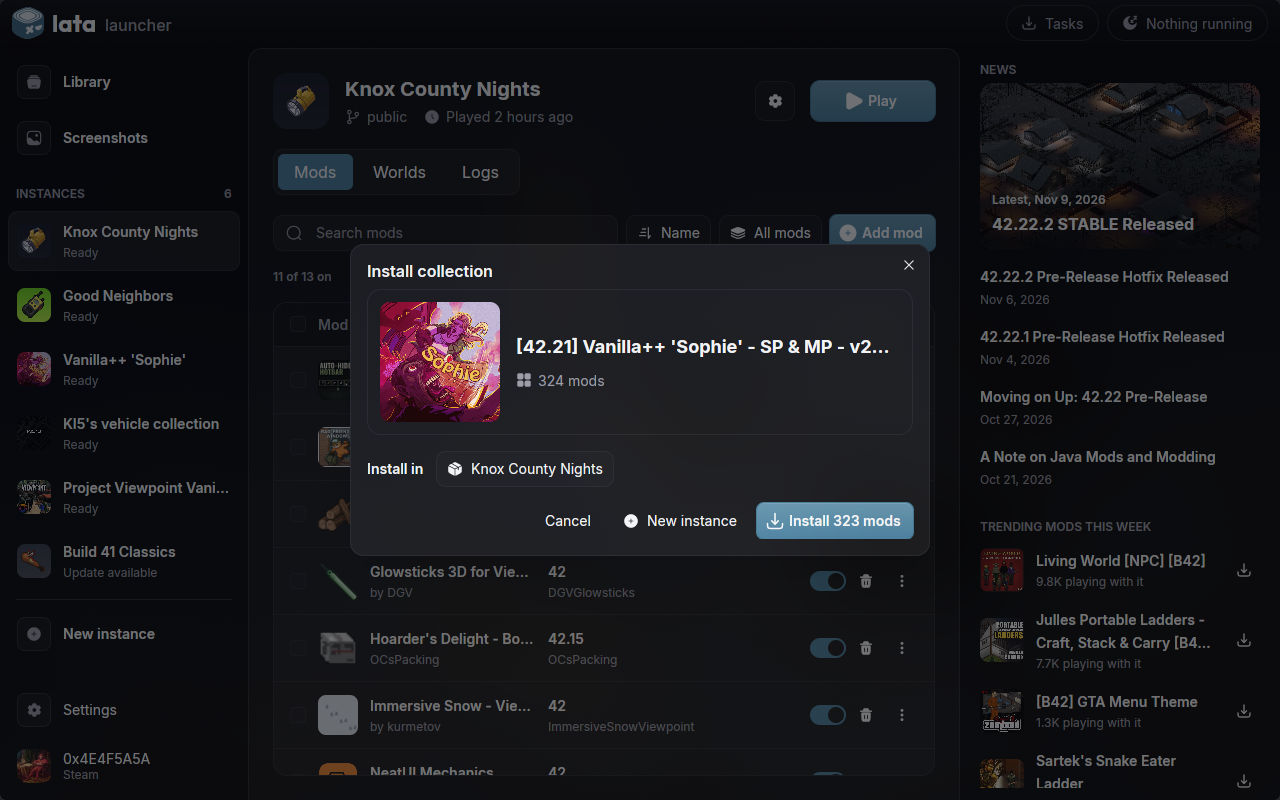 lata launcher
Tasks
Nothing running
Library
Screenshots
INSTANCES 6
Knox County Nights
Ready
Good Neighbors
Ready
Vanilla++ 'Sophie'
Ready
KI5's vehicle collection
Ready
Project Viewpoint Vani...
Ready
Build 41 Classics
Update available
New instance
Settings
0x4E4F5A5A
Steam
Knox County Nights
public Played 2 hours ago
Play
Mods Worlds Logs
Search mods
Name
All mods
Add mod
11 of 13 on
Mod
AUTO-HIDE
HOTBAR
Install collection
Sophie
[42.21] Vanilla++ 'Sophie' - SP & MP - v2...
324 mods
Install in Knox County Nights
Cancel New instance Install 323 mods
Glowsticks 3D for Vie... 42
by DGV DGVGlowsticks
Hoarder's Delight - Bo... 42.15
OCsPacking OCsPacking
Immersive Snow - Vie... 42
by kurmetov ImmersiveSnowViewpoint
NeatUI Mechanics 42
NEWS
Latest, Nov 9, 2026
42.22.2 STABLE Released
42.22.2 Pre-Release Hotfix Released
Nov 6, 2026
42.22.1 Pre-Release Hotfix Released
Nov 4, 2026
Moving on Up: 42.22 Pre-Release
Oct 27, 2026
A Note on Java Mods and Modding
Oct 21, 2026
TRENDING MODS THIS WEEK
Living World [NPC] [B42]
9.8K playing with it
PORTABLE
LADDERS
Julles Portable Ladders -
Craft, Stack & Carry [B4...
7.7K playing with it
[B42] GTA Menu Theme
1.3K playing with it
Sartek's Snake Eater
Ladder